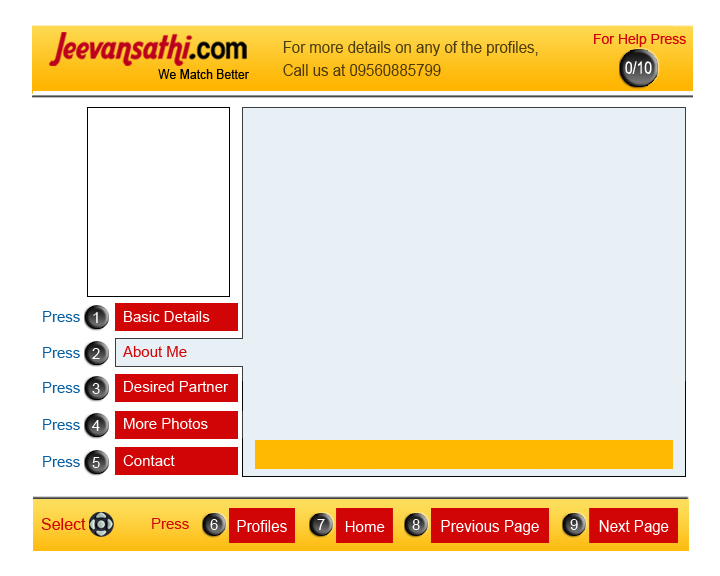 Jeevansathi.com
We Match Better
For more details on any of the profiles,
Call us at 09560885799
For Help Press
0/10
Press 1 Basic Details
Press 2 About Me
Press 3 Desired Partner
Press 4 More Photos
Press 5 Contact
Select Press 6 Profiles 7 Home 8 Previous Page 9 Next Page